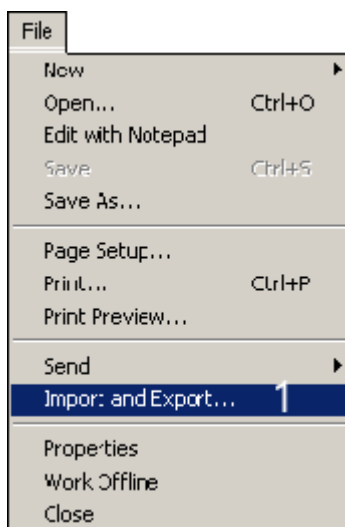 File
New
Open... Ctrl+O
Edit with Notepad
Save Ctrl+S
Save As...
Page Setup...
Print... Ctrl+P
Print Preview...
Send
Import and Export... 1
Properties
Work Offline
Close